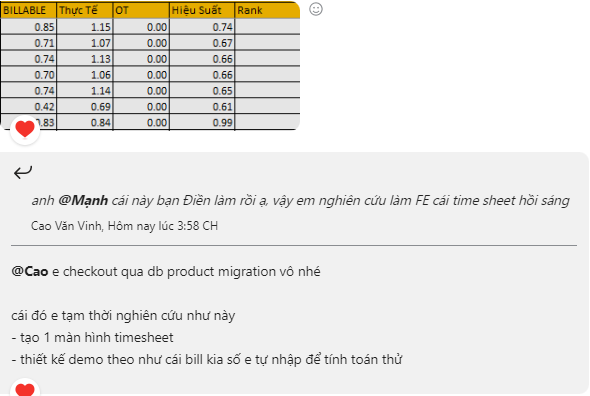 BILLABLE Thực Tế OT Hiệu Suất Rank
0.85 1.15 0.00 0.74
0.71 1.07 0.00 0.67
0.74 1.13 0.00 0.66
0.70 1.06 0.00 0.66
0.74 1.14 0.00 0.65
0.42 0.69 0.00 0.61
.83 0.84 0.00 0.99
anh @Mạnh cái này bạn Điền làm rồi ạ, vậy em nghiên cứu làm FE cái time sheet hồi sáng
Cao Văn Vinh, Hôm nay lúc 3:58 CH
@Cao e checkout qua db product migration vô nhé
cái đó e tạm thời nghiên cứu như này
- tạo 1 màn hình timesheet
- thiết kế demo theo như cái bill kia số e tự nhập để tính toán thử